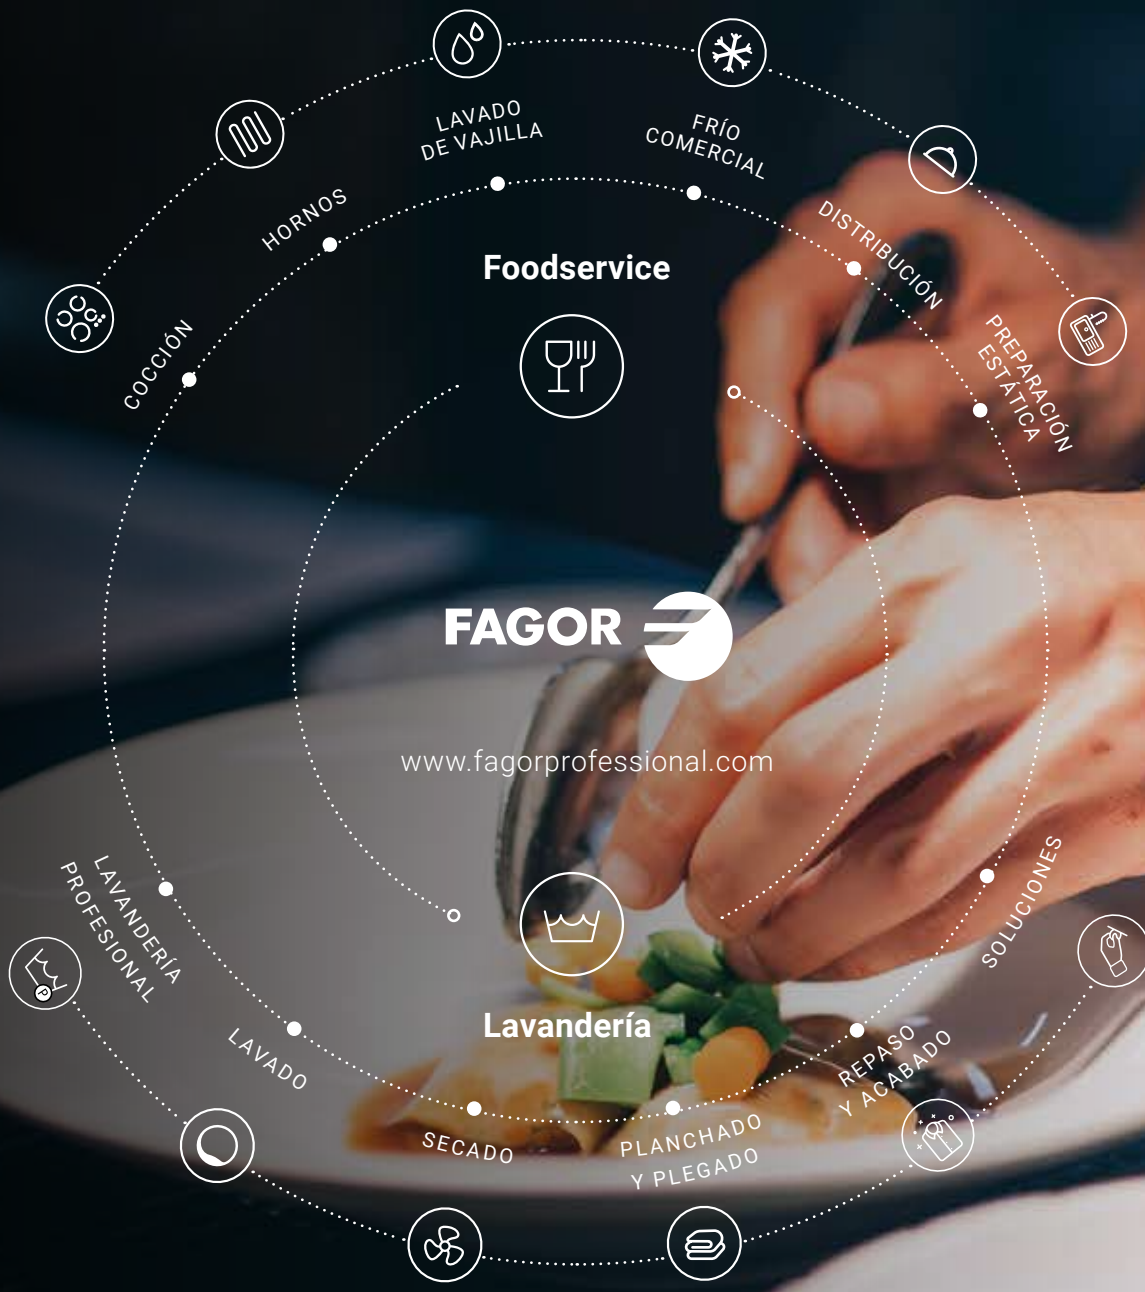 LAVADO
DE VAJILLA
FRÍO
COMERCIAL
HORNOS
DISTRIBUCIÓN
COCCIÓN
PREPARACIÓN
ESTÁTICA
Foodservice
FAGOR
www.fagorprofessional.com
LAVANDERÍA
PROFESIONAL
SOLUCIONES
P
Lavandería
LAVADO
REPASO
Y ACABADO
SECADO
PLANCHADO
Y PLEGADO